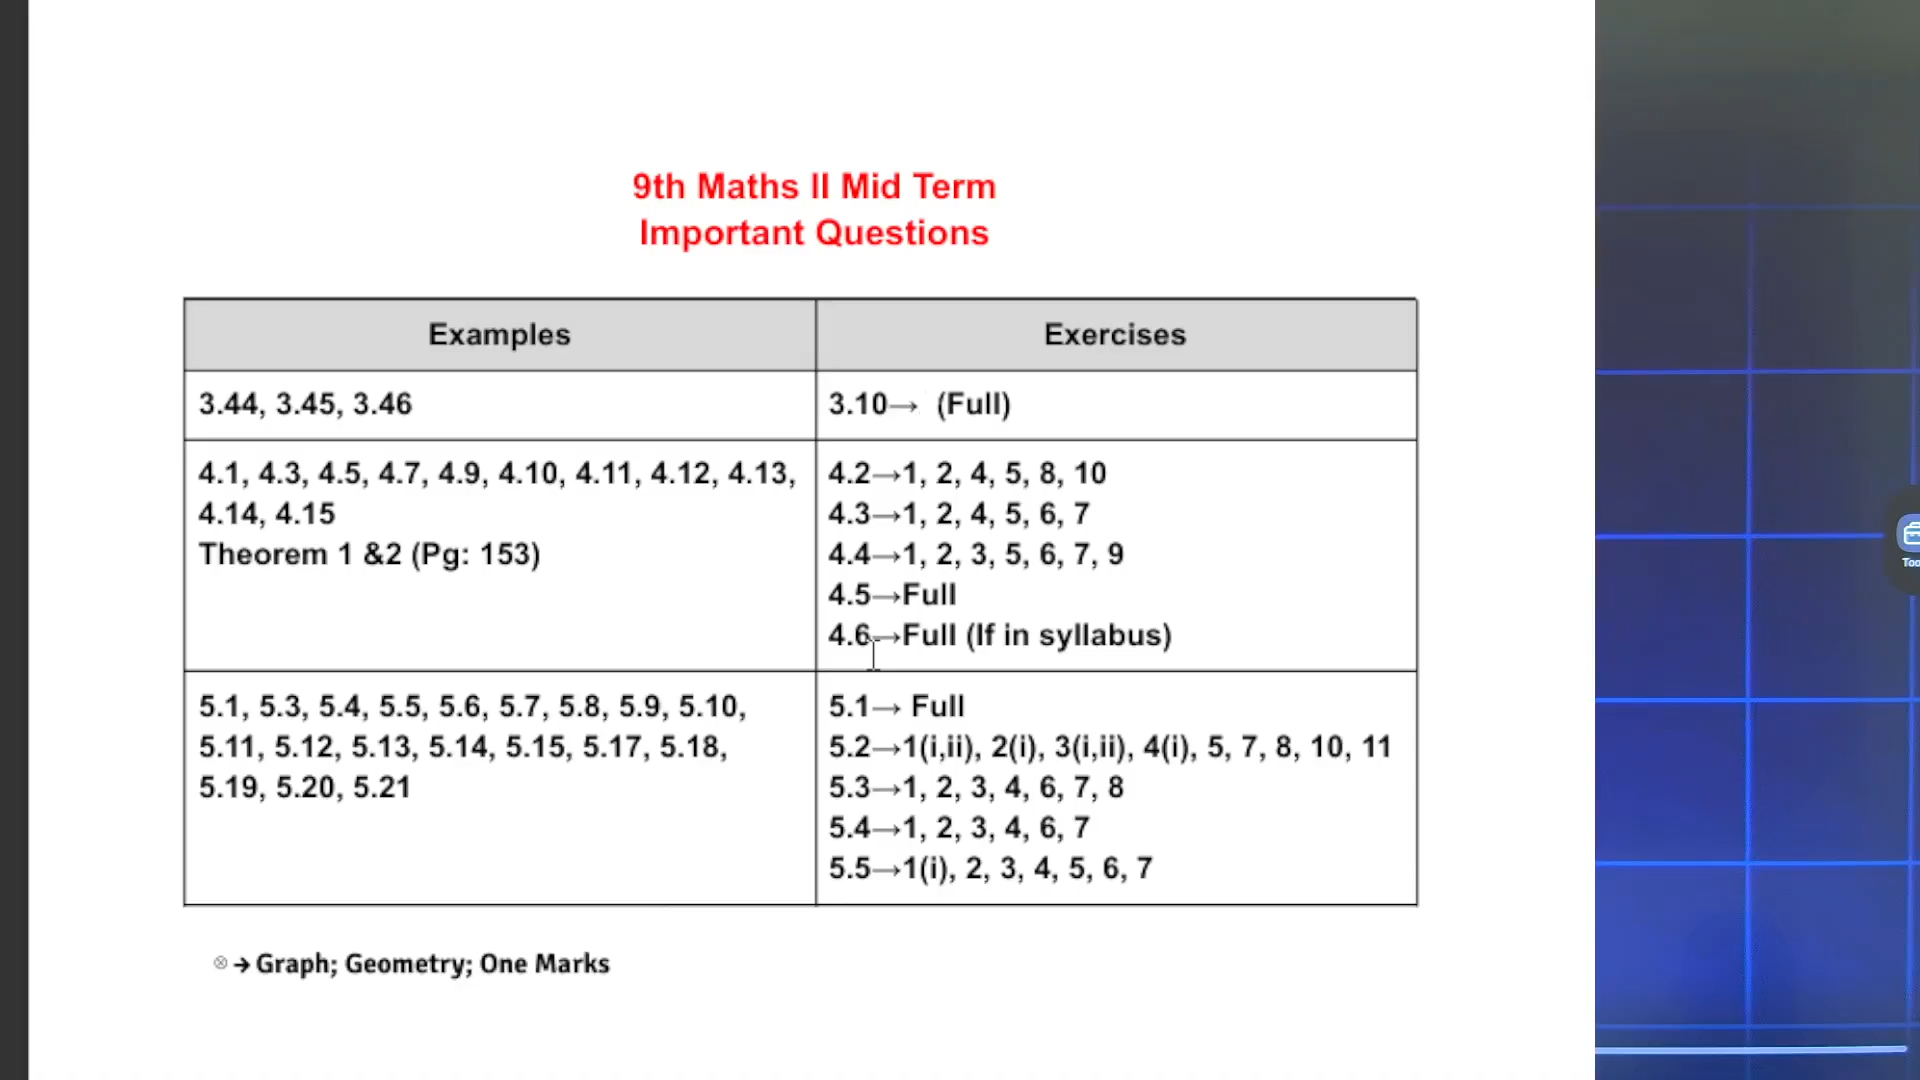 9th Maths II Mid Term
Important Questions
Examples
Exercises
3.44, 3.45, 3.46
3.10→ (Full)
4.1, 4.3, 4.5, 4.7, 4.9, 4.10, 4.11, 4.12, 4.13,
4.14, 4.15
Theorem 1 &2 (Pg: 153)
4.2→1, 2, 4, 5, 8, 10
4.3→1, 2, 4, 5, 6, 7
4.4→1, 2, 3, 5, 6, 7, 9
4.5→Full
4.6→Full (If in syllabus)
5.1, 5.3, 5.4, 5.5, 5.6, 5.7, 5.8, 5.9, 5.10,
5.11, 5.12, 5.13, 5.14, 5.15, 5.17, 5.18,
5.19, 5.20, 5.21
5.1→ Full
5.2→1(i,ii), 2(i), 3(i,ii), 4(i), 5, 7, 8, 10, 11
5.3→1, 2, 3, 4, 6, 7, 8
5.4→1, 2, 3, 4, 6, 7
5.5→1(i), 2, 3, 4, 5, 6, 7
⊗ → Graph; Geometry; One Marks